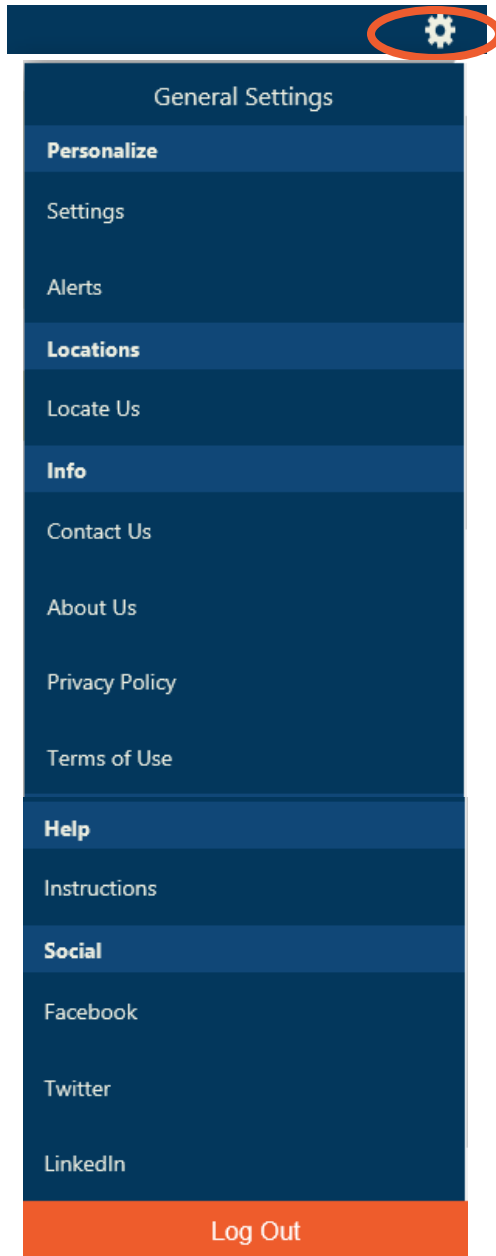 General Settings
Personalize
Settings
Alerts
Locations
Locate Us
Info
Contact Us
About Us
Privacy Policy
Terms of Use
Help
Instructions
Social
Facebook
Twitter
LinkedIn
Log Out